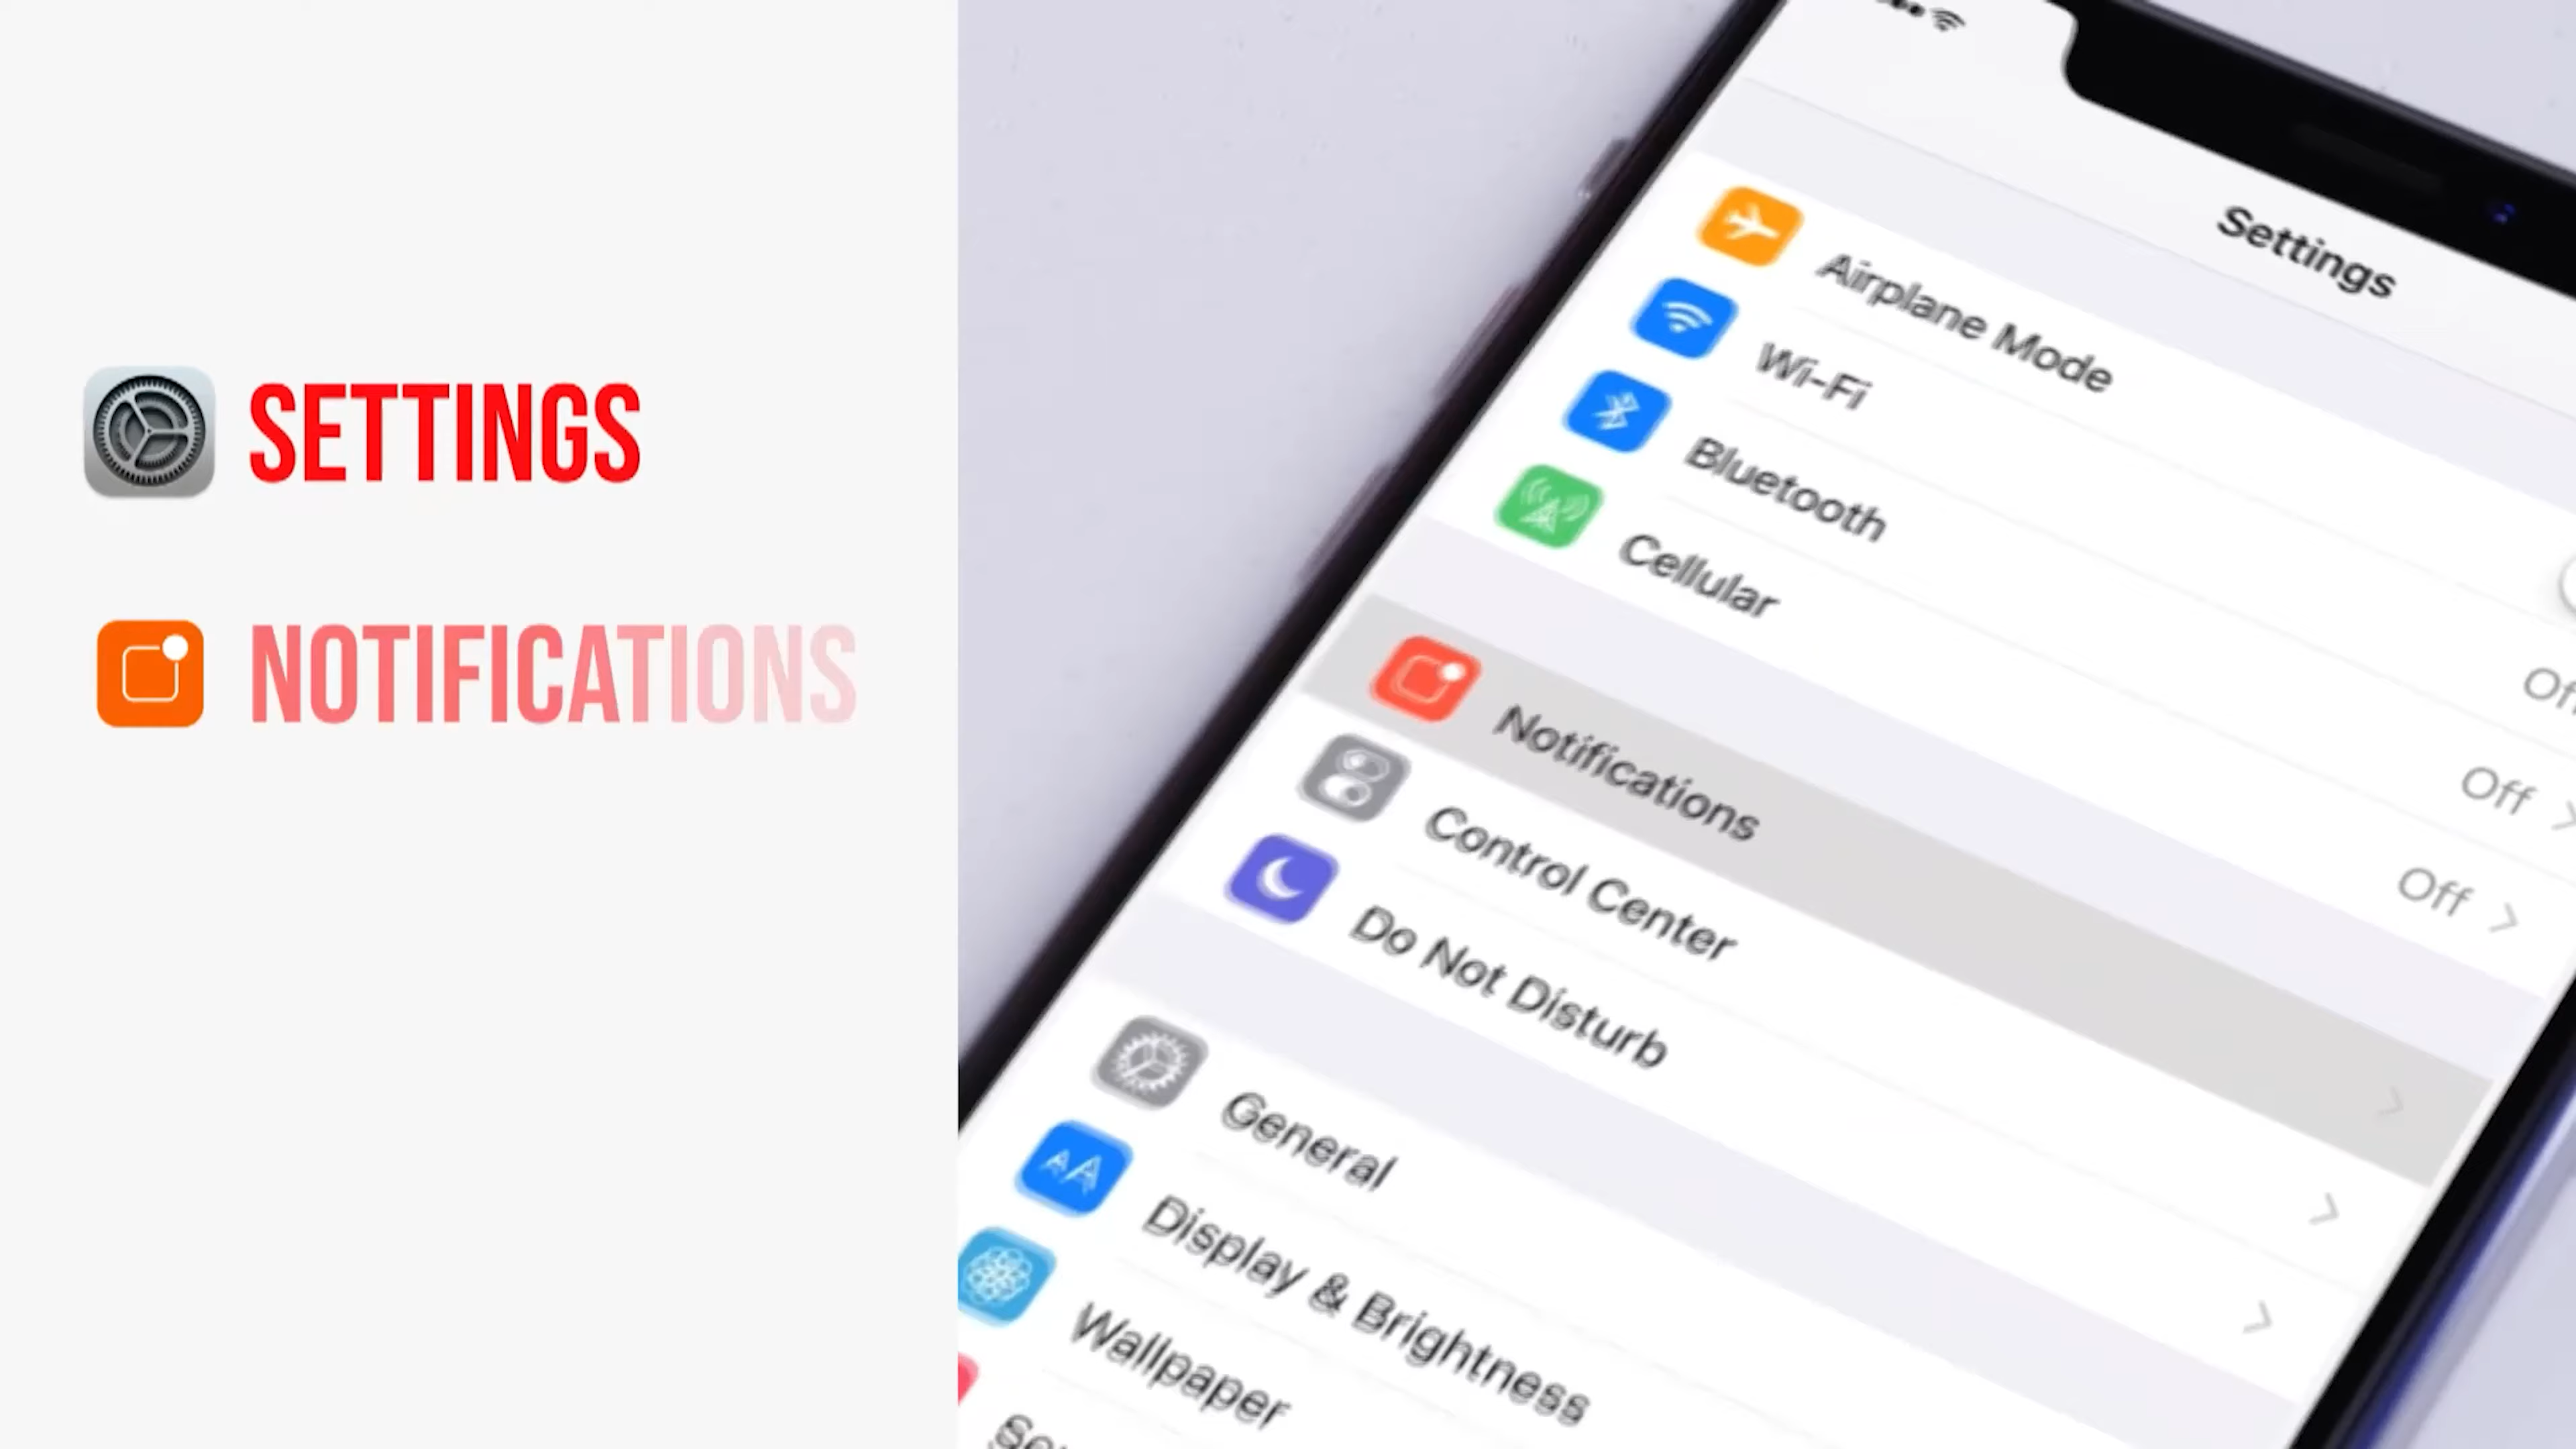 SETTINGS
NOTIFICATIONS
Settings
Airplane Mode
Wi-Fi
Bluetooth
Off
Cellular
Off
Notifications
Control Center
Do Not Disturb
General
Display & Brightness
Wallpaper